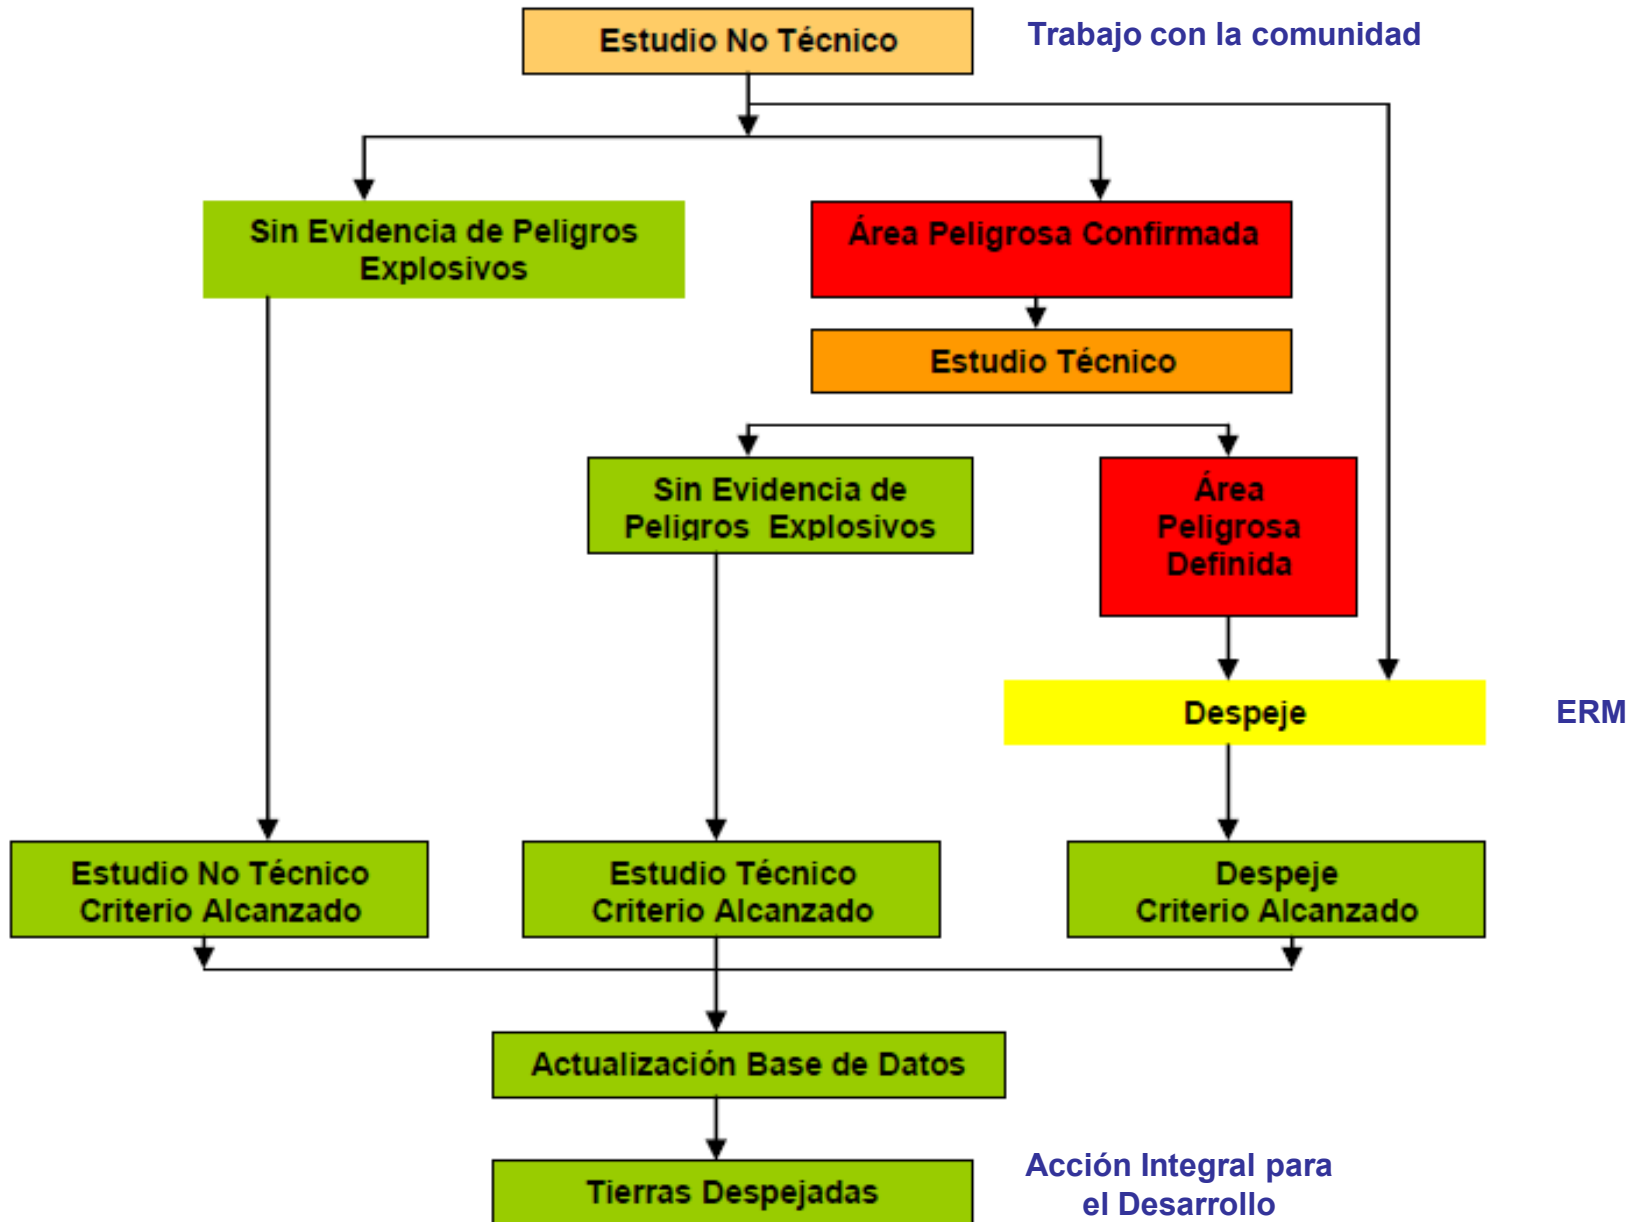 Estudio No Técnico
Trabajo con la comunidad
Sin Evidencia de Peligros
Explosivos
Área Peligrosa Confirmada
Estudio Técnico
Sin Evidencia de
Peligros Explosivos
Área
Peligrosa
Definida
Despeje
ERM
Estudio No Técnico
Criterio Alcanzado
Estudio Técnico
Criterio Alcanzado
Despeje
Criterio Alcanzado
Actualización Base de Datos
Tierras Despejadas
Acción Integral para
el Desarrollo